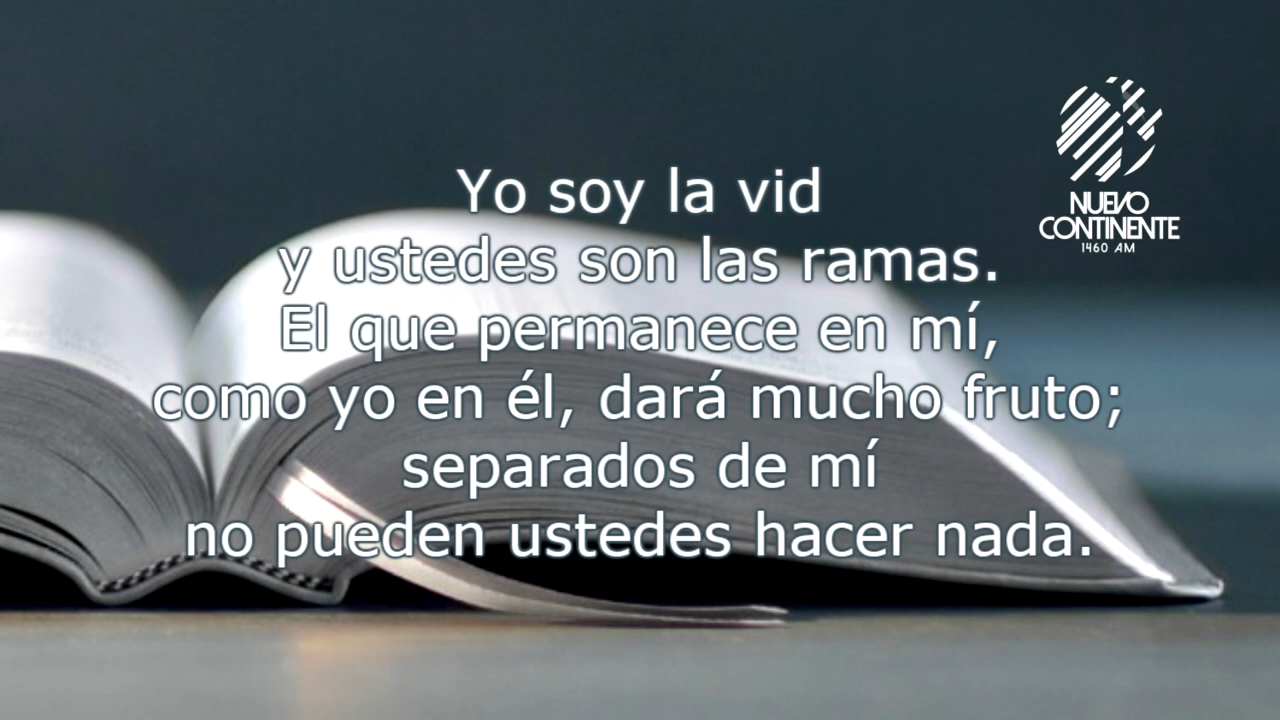 Yo soy la vid
y ustedes son las ramas.
El que permanece en mí,
como yo en él, dará mucho fruto;
separados de mí
no pueden ustedes hacer nada.
NUEVO
CONTINENTE
1460 AM